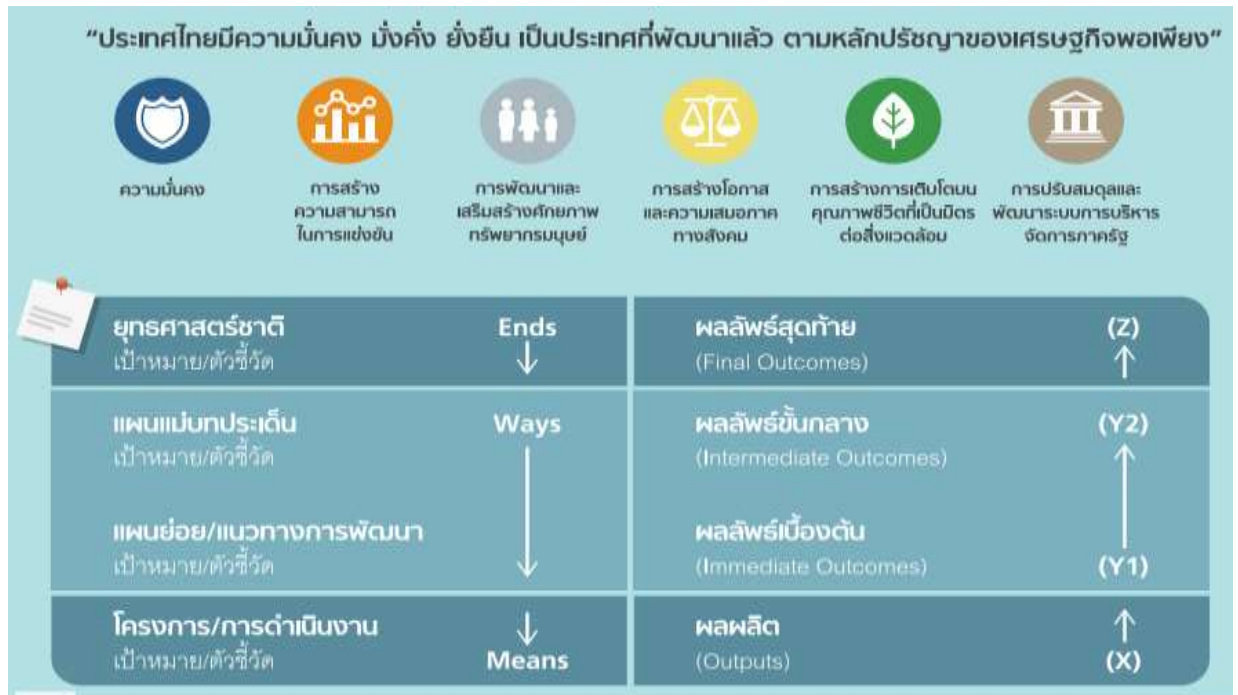 “ประเทศไทยมีความมั่นคง มั่งคั่ง ยั่งยืน เป็นประเทศที่พัฒนาแล้ว ตามหลักปรัชญาของเศรษฐกิจพอเพียง”
ความมั่นคง
การสร้าง
ความสามารถ
ในการแข่งขัน
การพัฒนาและ
เสริมสร้างศักยภาพ
ทรัพยากรมนุษย์
การสร้างโอกาส
และความเสมอภาค
ทางสังคม
การสร้างการเติบโตบน
คุณภาพชีวิตที่เป็นมิตร
ต่อสิ่งแวดล้อม
การปรับสมดุลและ
พัฒนาระบบการบริหาร
จัดการภาครัฐ
ยุทธศาสตร์ชาติ Ends
เป้าหมาย/ตัวชี้วัด
ผลลัพธ์สุดท้าย (Z)
(Final Outcomes)
แผนแม่บทประเด็น Ways
เป้าหมาย/ตัวชี้วัด
ผลลัพธ์ขั้นกลาง (Y2)
(Intermediate Outcomes)
แผนย่อย/แนวทางการพัฒนา
เป้าหมาย/ตัวชี้วัด
ผลลัพธ์เบื้องต้น
(Immediate Outcomes) (Y1)
โครงการ/การดำเนินงาน
เป้าหมาย/ตัวชี้วัด Means
ผลผลิต
(Outputs) (X)